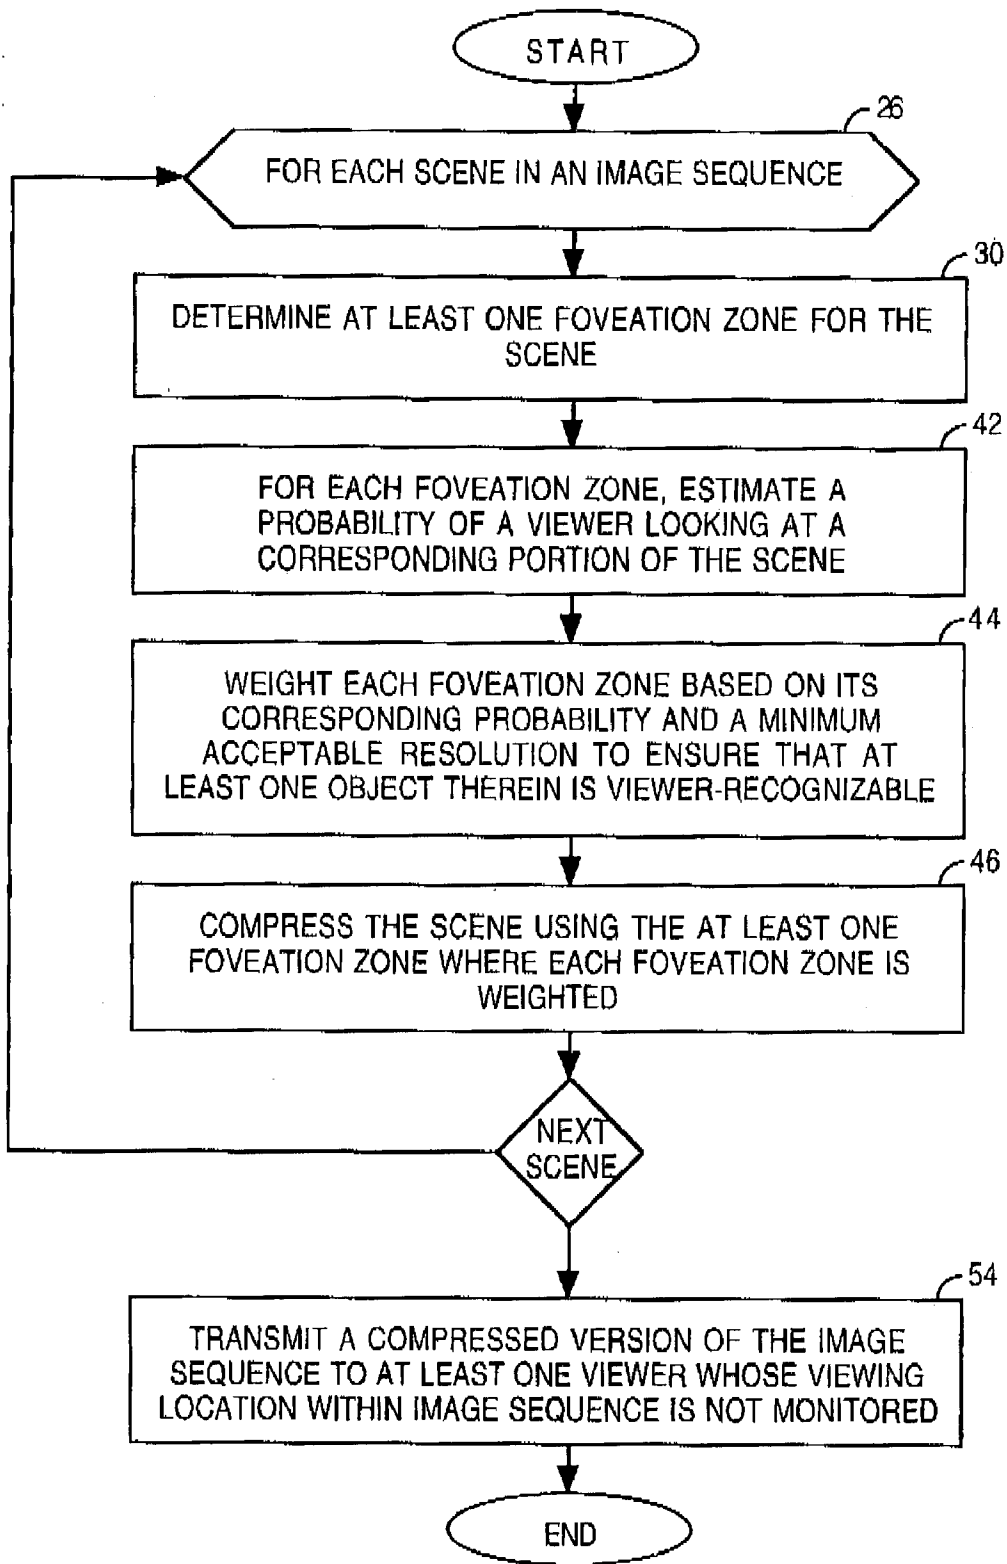 START
26
FOR EACH SCENE IN AN IMAGE SEQUENCE
30
DETERMINE AT LEAST ONE FOVEATION ZONE FOR THE
SCENE
42
FOR EACH FOVEATION ZONE, ESTIMATE A
PROBABILITY OF A VIEWER LOOKING AT A
CORRESPONDING PORTION OF THE SCENE
44
WEIGHT EACH FOVEATION ZONE BASED ON ITS
CORRESPONDING PROBABILITY AND A MINIMUM
ACCEPTABLE RESOLUTION TO ENSURE THAT AT
LEAST ONE OBJECT THEREIN IS VIEWER-RECOGNIZABLE
46
COMPRESS THE SCENE USING THE AT LEAST ONE
FOVEATION ZONE WHERE EACH FOVEATION ZONE IS
WEIGHTED
NEXT
SCENE
54
TRANSMIT A COMPRESSED VERSION OF THE IMAGE
SEQUENCE TO AT LEAST ONE VIEWER WHOSE VIEWING
LOCATION WITHIN IMAGE SEQUENCE IS NOT MONITORED
END